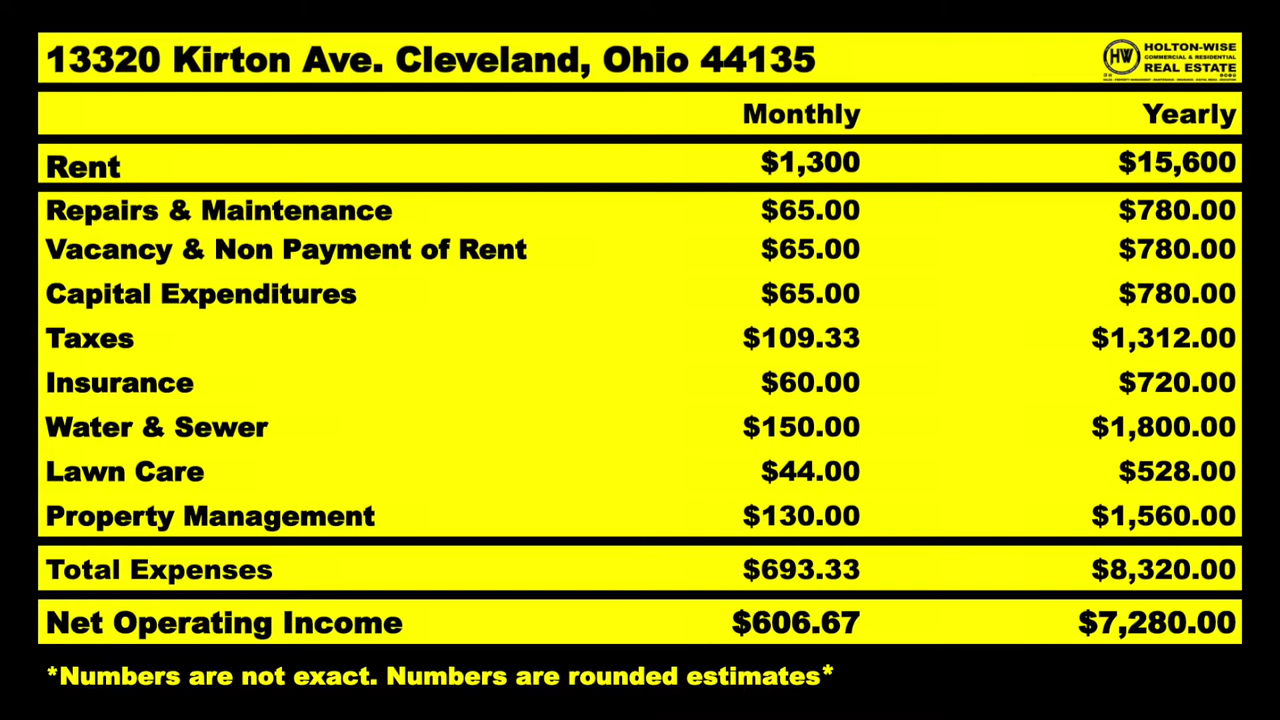 13320 Kirton Ave. Cleveland, Ohio 44135
HW
HOLTON-WISE
COMMERCIAL & RESIDENTIAL
REAL ESTATE
Monthly Yearly
Rent $1,300 $15,600
Repairs & Maintenance $65.00 $780.00
Vacancy & Non Payment of Rent $65.00 $780.00
Capital Expenditures $65.00 $780.00
Taxes $109.33 $1,312.00
Insurance $60.00 $720.00
Water & Sewer $150.00 $1,800.00
Lawn Care $44.00 $528.00
Property Management $130.00 $1,560.00
Total Expenses $693.33 $8,320.00
Net Operating Income $606.67 $7,280.00
*Numbers are not exact. Numbers are rounded estimates*